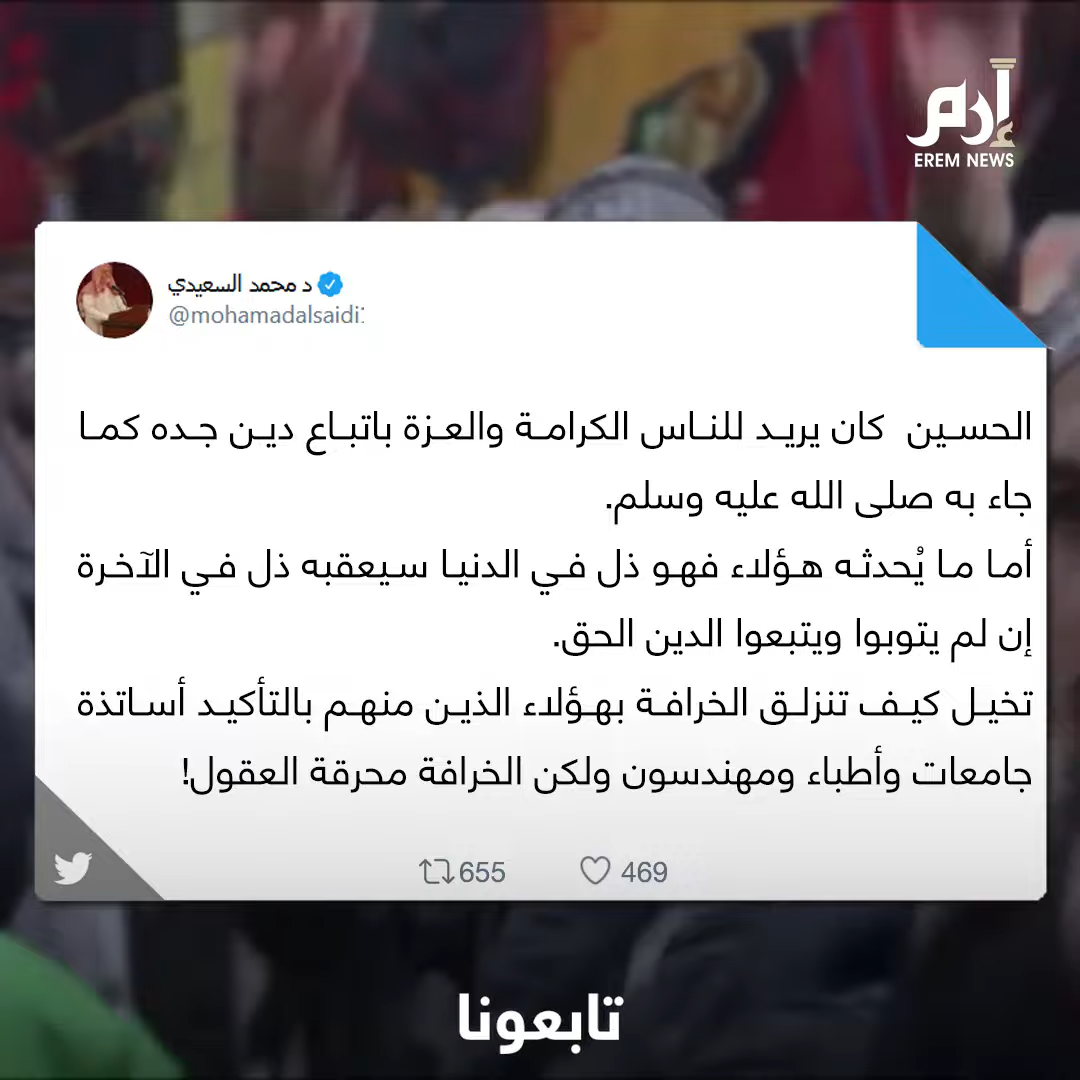 إرم
EREM NEWS
د محمد السعيدي
@mohamadalsaidi:
الحسين كان يريد للناس الكرامة والعزة باتباع دين جده كما
جاء به صلى الله عليه وسلم.
أما ما يُحدثه هؤلاء فهو ذل في الدنيا سيعقبه ذل في الآخرة
إن لم يتوبوا ويتبعوا الدين الحق.
تخيل كيف تنزلق الخرافة بهؤلاء الذين منهم بالتأكيد أساتذة
جامعات وأطباء ومهندسون ولكن الخرافة محرقة العقول!
655 469
تابعونا